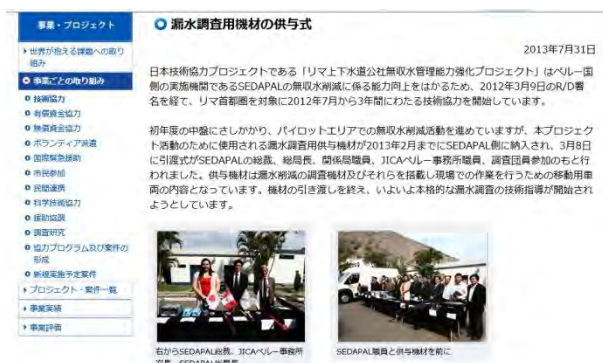 事業・プロジェクト
世界が抱える課題への取り
組み
事業ごとの取り組み
技術協力
有償資金協力
無償資金協力
ボランティア派遣
国際緊急援助
市民参加
民間連携
科学技術協力
援助協調
調査研究
協力プログラム及び案件の
形成
新規実施予定案件
プロジェクト・案件一覧
事業実績
事業評価
漏水調査用機材の供与式
2013年7月31日
日本技術協力プロジェクトである「リマ上下水道公社無収水管理能力強化プロジェクト」はペルー国
側の実施機関であるSEDAPALの無収水削減に係る能力向上をはかるため、2012年3月9日のR/D署
名を経て、リマ首都圏を対象に2012年7月から3年間にわたる技術協力を開始しています。
初年度の中盤にさしかかり、パイロットエリアでの無収水削減活動を進めていますが、本プロジェク
ト活動のために使用される漏水調査用供与機材が2013年2月までにSEDAPAL側に納入され、3月8日
に引渡式がSEDAPALの総裁、総局長、関係局職員、JICAペルー事務所職員、調査団員参加のもと行
われました。供与機材は漏水削減の調査機材及びそれらを搭載し現場での作業を行うための移動用車
両の内容となっています。機材の引き渡しを終え、いよいよ本格的な漏水調査の技術指導が開始され
ようとしています。
右からSEDAPAL総裁、JICAペルー事務所
次長、SEDAPAL総局長
SEDAPAL職員と供与機材を前に